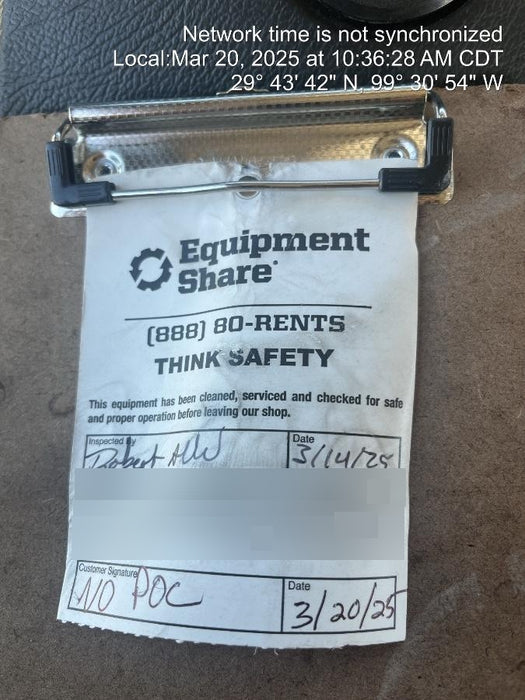 Network time is not synchronized
Local:Mar 20, 2025 at 10:36:28 AM CDT
29° 43' 42" N, 99° 30' 54" W
Equipment
Share
(888) 80-RENTS
THINK SAFETY
This equipment has been cleaned, serviced and checked for safe
and proper operation before leaving our shop.
Inspected By
Date
Robert
3/14/25
Customer Signature
Date
NO POC
3/20/25